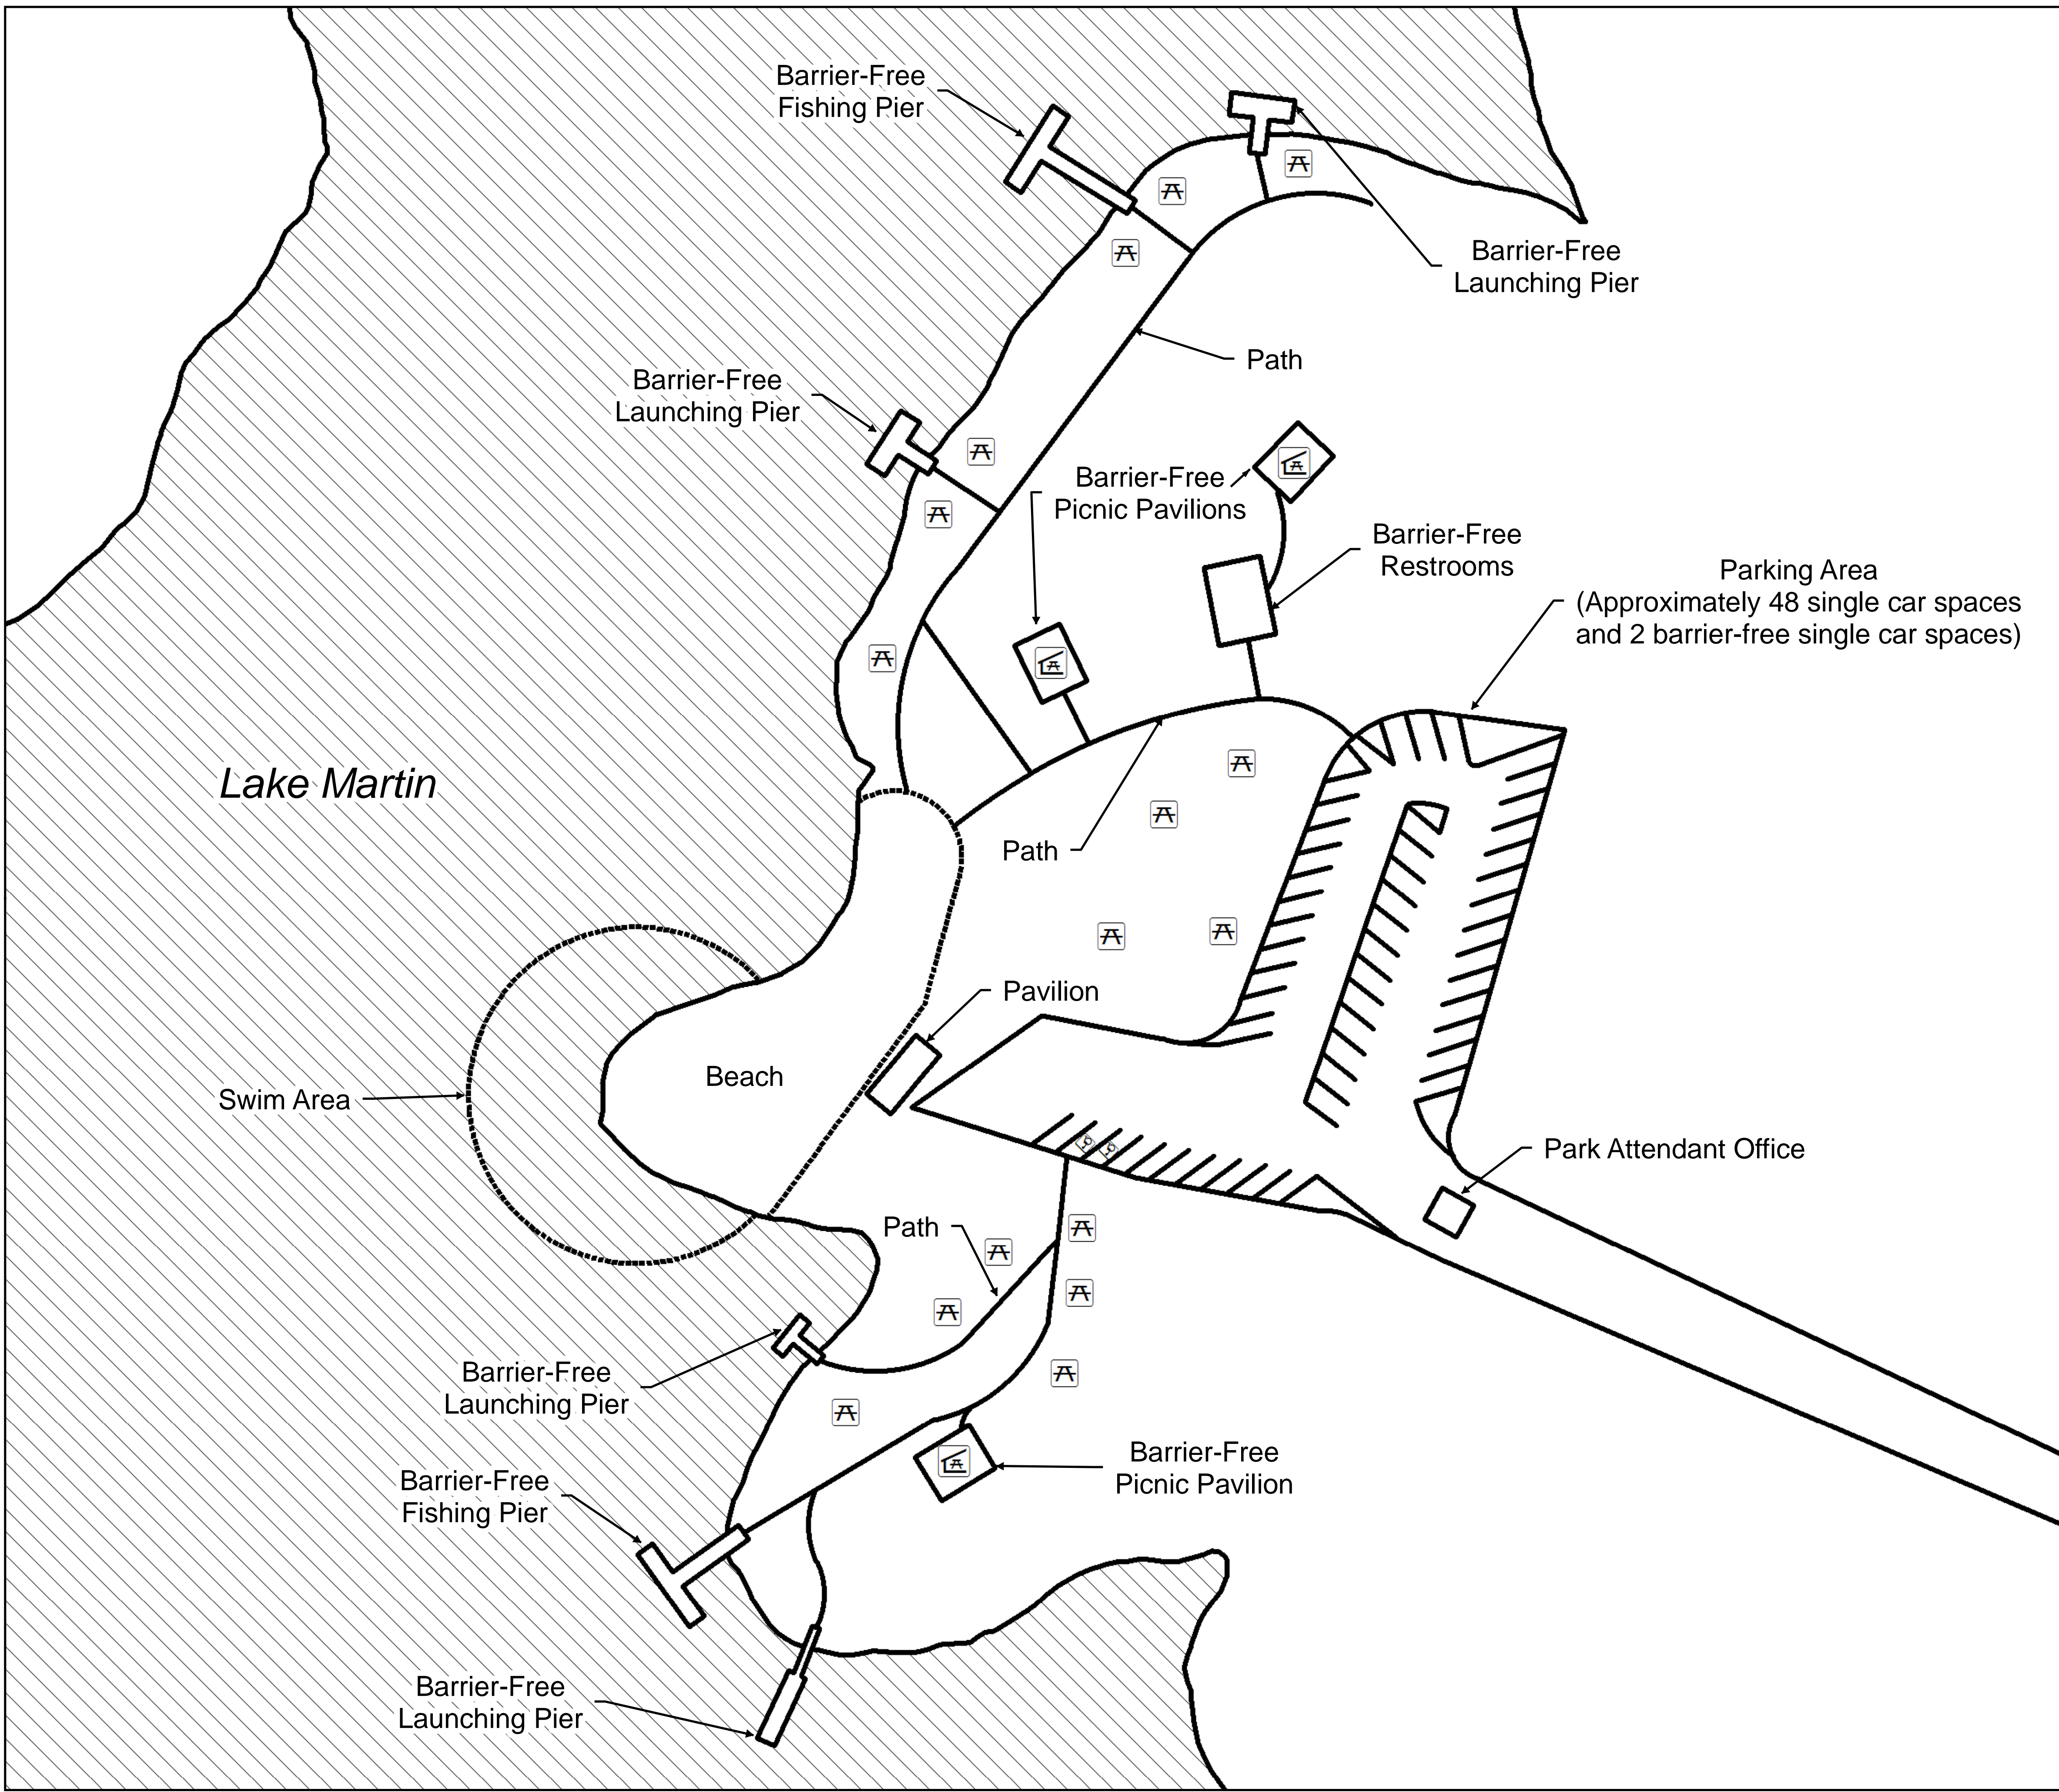 Barrier-Free
Fishing Pier
Barrier-Free
Launching Pier
Path
Barrier-Free
Launching Pier
Barrier-Free
Picnic Pavilions
Barrier-Free
Restrooms
Parking Area
(Approximately 48 single car spaces
and 2 barrier-free single car spaces)
Lake Martin
Path
Pavilion
Beach
Swim Area
Park Attendant Office
Path
Barrier-Free
Launching Pier
Barrier-Free
Picnic Pavilion
Barrier-Free
Fishing Pier
Barrier-Free
Launching Pier